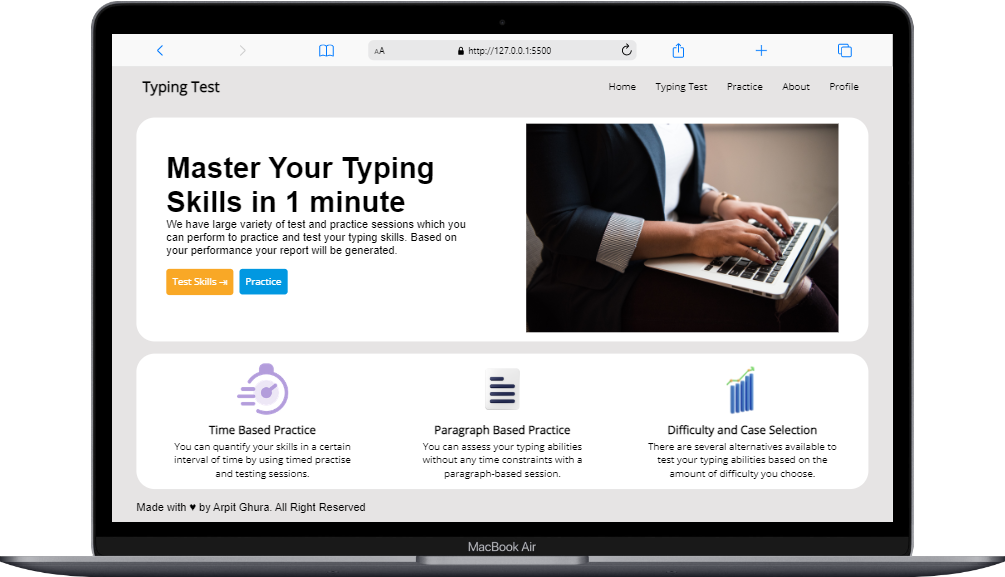 AA http://127.0.0.1:5500
Typing Test
Home Typing Test Practice About Profile
Master Your Typing
Skills in 1 minute
We have large variety of test and practice sessions which you
can perform to practice and test your typing skills. Based on
your performance your report will be generated.
Test Skills ⇥ Practice
Time Based Practice
You can quantify your skills in a certain
interval of time by using timed practise
and testing sessions.
Paragraph Based Practice
You can assess your typing abilities
without any time constraints with a
paragraph-based session.
Difficulty and Case Selection
There are several alternatives available to
test your typing abilities based on the
amount of difficulty you choose.
Made with ♥ by Arpit Ghura. All Right Reserved
MacBook Air